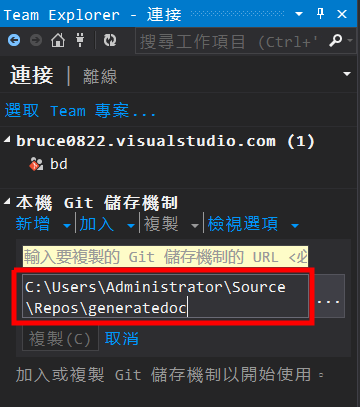 Team Explorer - 連接
搜尋工作項目 (Ctrl+'
連接 | 離線
選取 Team 專案...
bruce0822.visualstudio.com (1)
bd
本機 Git 儲存機制
新增 加入 複製 檢視選項
輸入要複製的 Git 儲存機制的 URL <必
C:\Users\Administrator\Source
\Repos\generatedoc
...
複製(C) 取消
加入或複製 Git 儲存機制以開始使用。